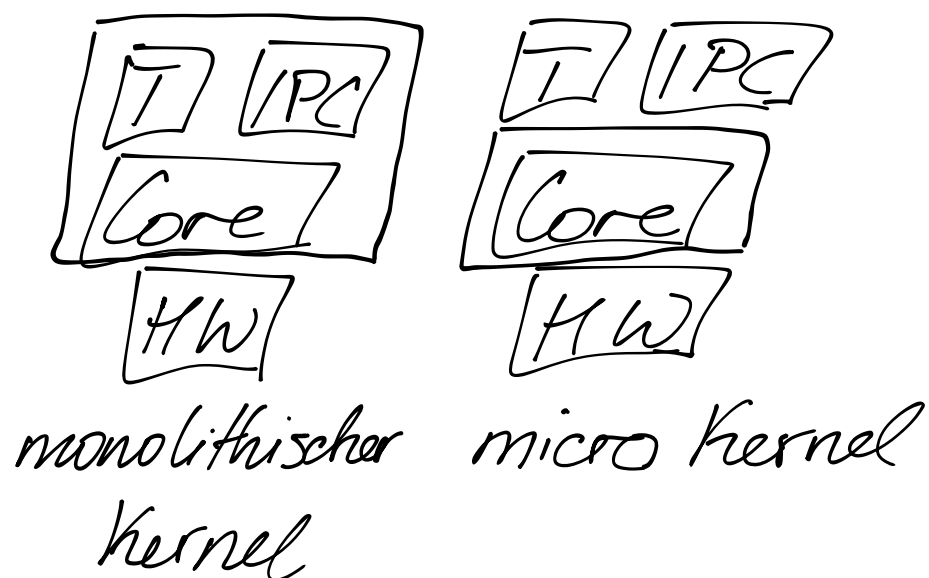 T IPC
Core
HW
monolithischer
Kernel
T IPC
Core
HW
micro Kernel